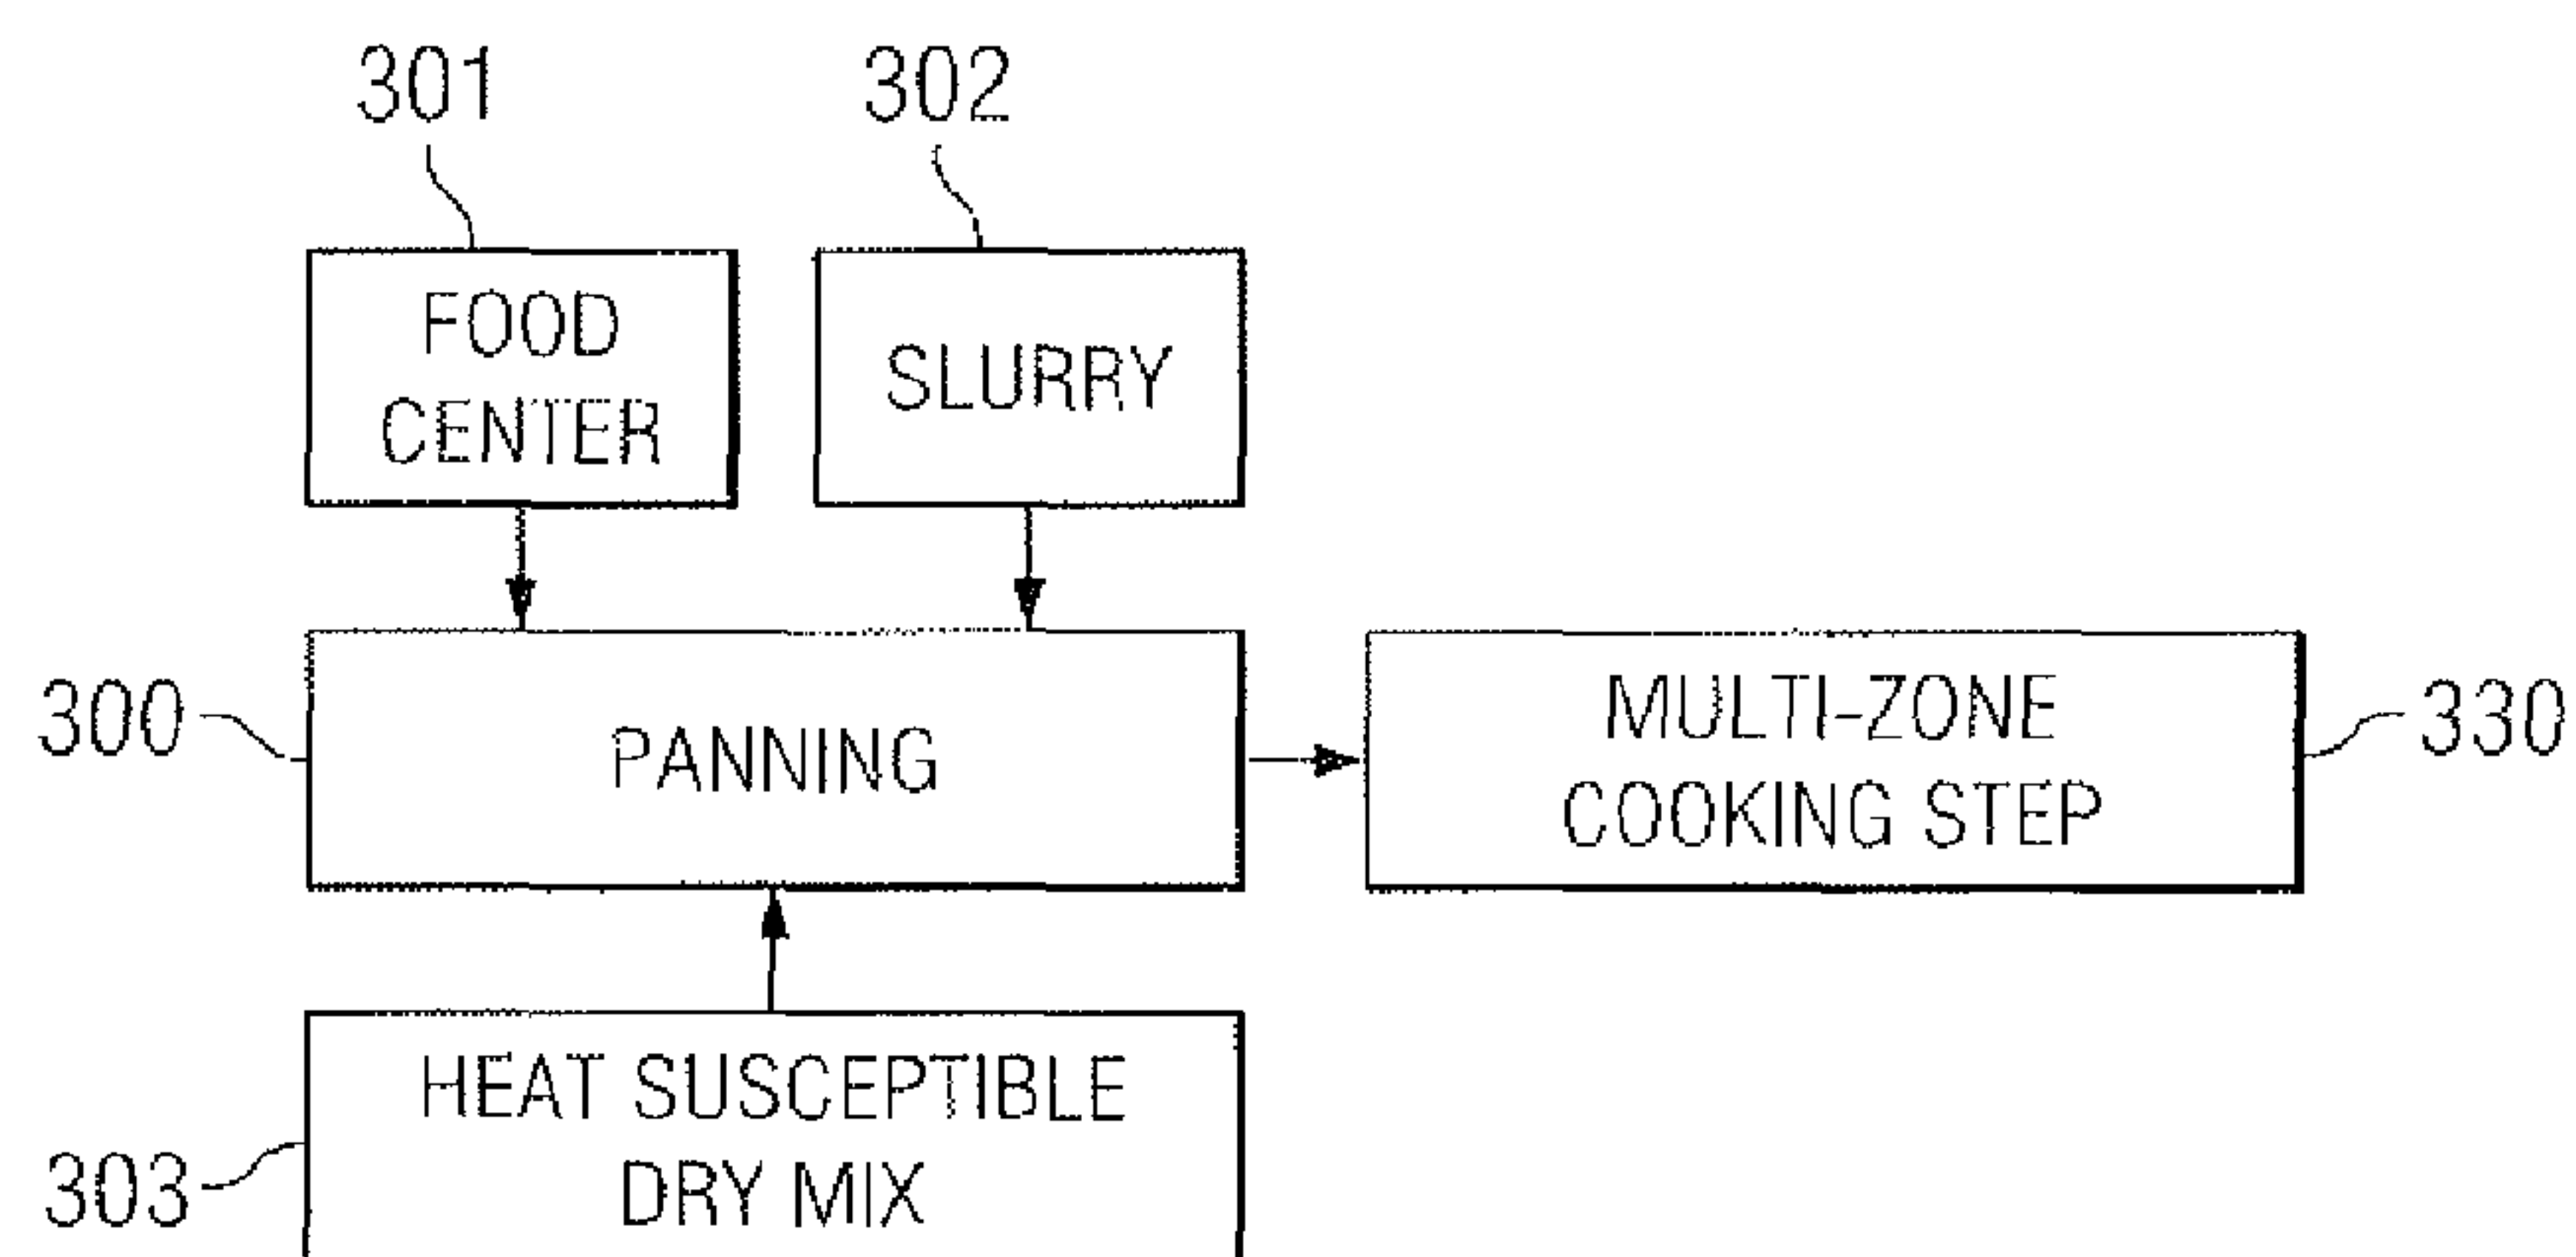 301
302
FOOD
CENTER
SLURRY
300
PANNING
MULTI-ZONE
COOKING STEP
330
HEAT SUSCEPTIBLE
DRY MIX
303